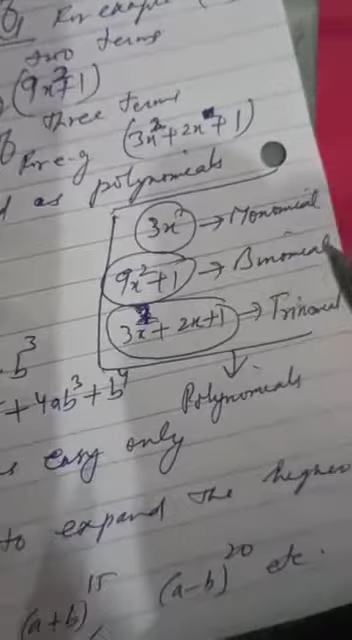 For example
two terms
(9x²+1)
Three terms
For e.g (3x²+2x+1)
as polynomials
3x² → Monomial
9x²+1 → Binomial
3x²+2x+1 → Trinomial
b³
+ 4ab³ + b⁴
Polynomials
easy only
to expand the higher
(a+b)¹⁵ (a-b)²⁰ etc.